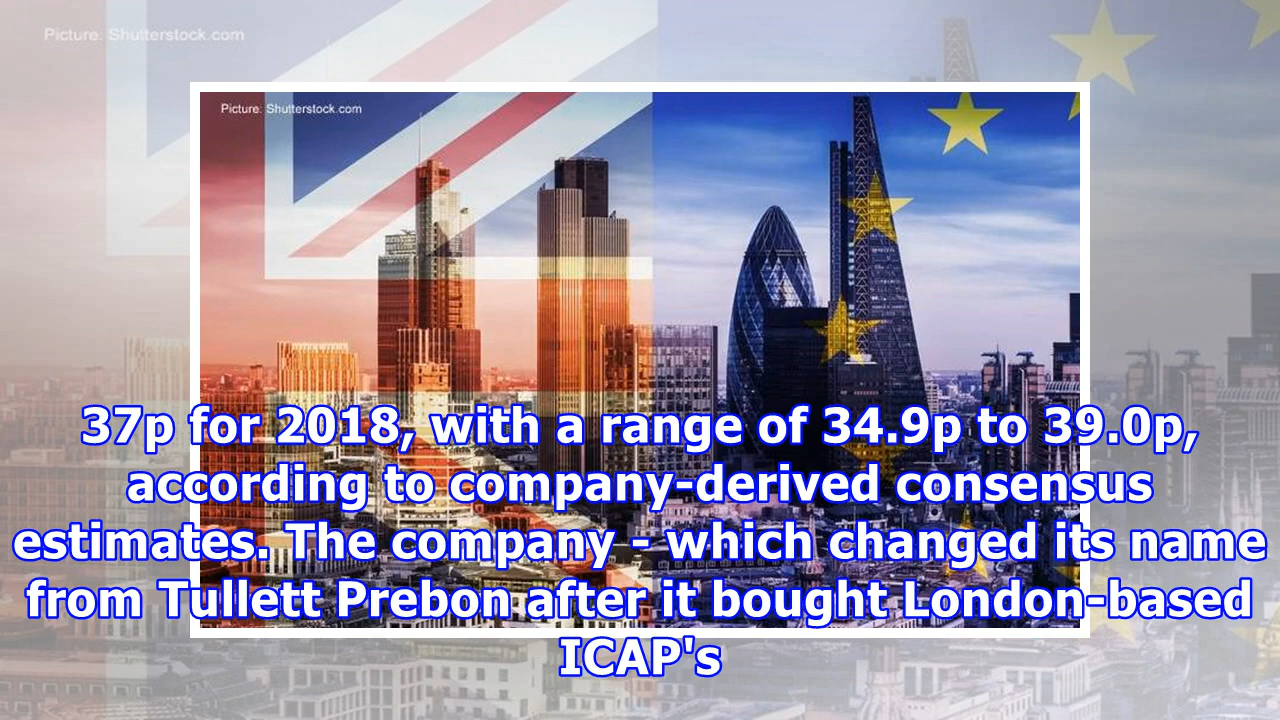 Picture: Shutterstock.com
Picture: Shutterstock.com
37p for 2018, with a range of 34.9p to 39.0p,
according to company-derived consensus
estimates. The company - which changed its name
from Tullett Prebon after it bought London-based
ICAP's